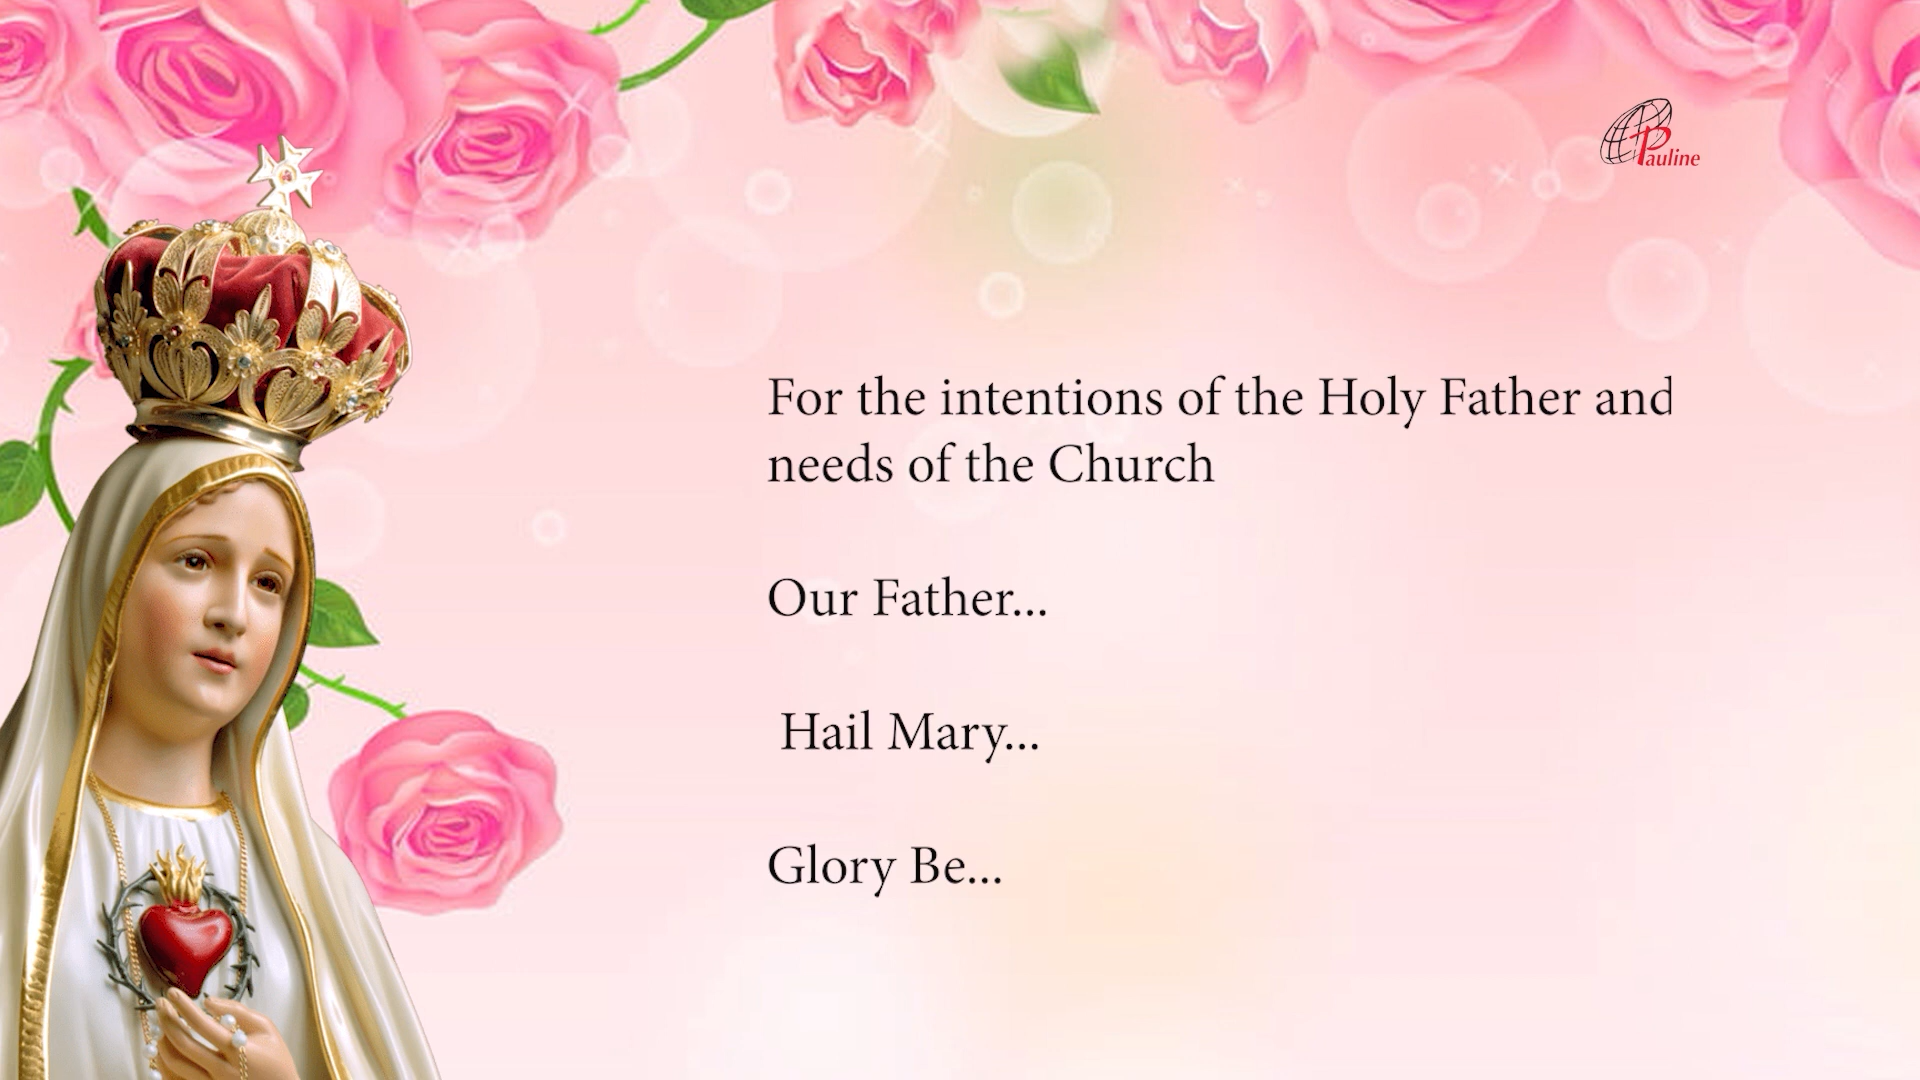 Pauline
For the intentions of the Holy Father and
needs of the Church
Our Father...
Hail Mary...
Glory Be...